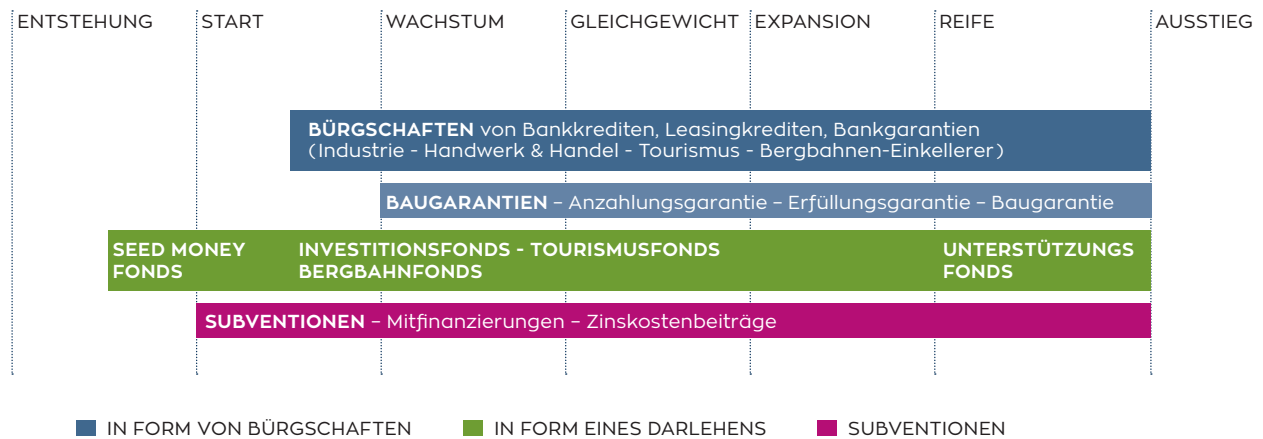 ENTSTEHUNG START WACHSTUM GLEICHGEWICHT EXPANSION REIFE AUSSTIEG
BÜRGSCHAFTEN von Bankkrediten, Leasingkrediten, Bankgarantien
(Industrie - Handwerk & Handel - Tourismus - Bergbahnen-Einkellerer)
BAUGARANTIEN – Anzahlungsgarantie – Erfüllungsgarantie – Baugarantie
SEED MONEY
FONDS
INVESTITIONSFONDS - TOURISMUSFONDS
BERGBAHNFONDS
UNTERSTÜTZUNGS
FONDS
SUBVENTIONEN – Mitfinanzierungen – Zinskostenbeiträge
IN FORM VON BÜRGSCHAFTEN IN FORM EINES DARLEHENS SUBVENTIONEN